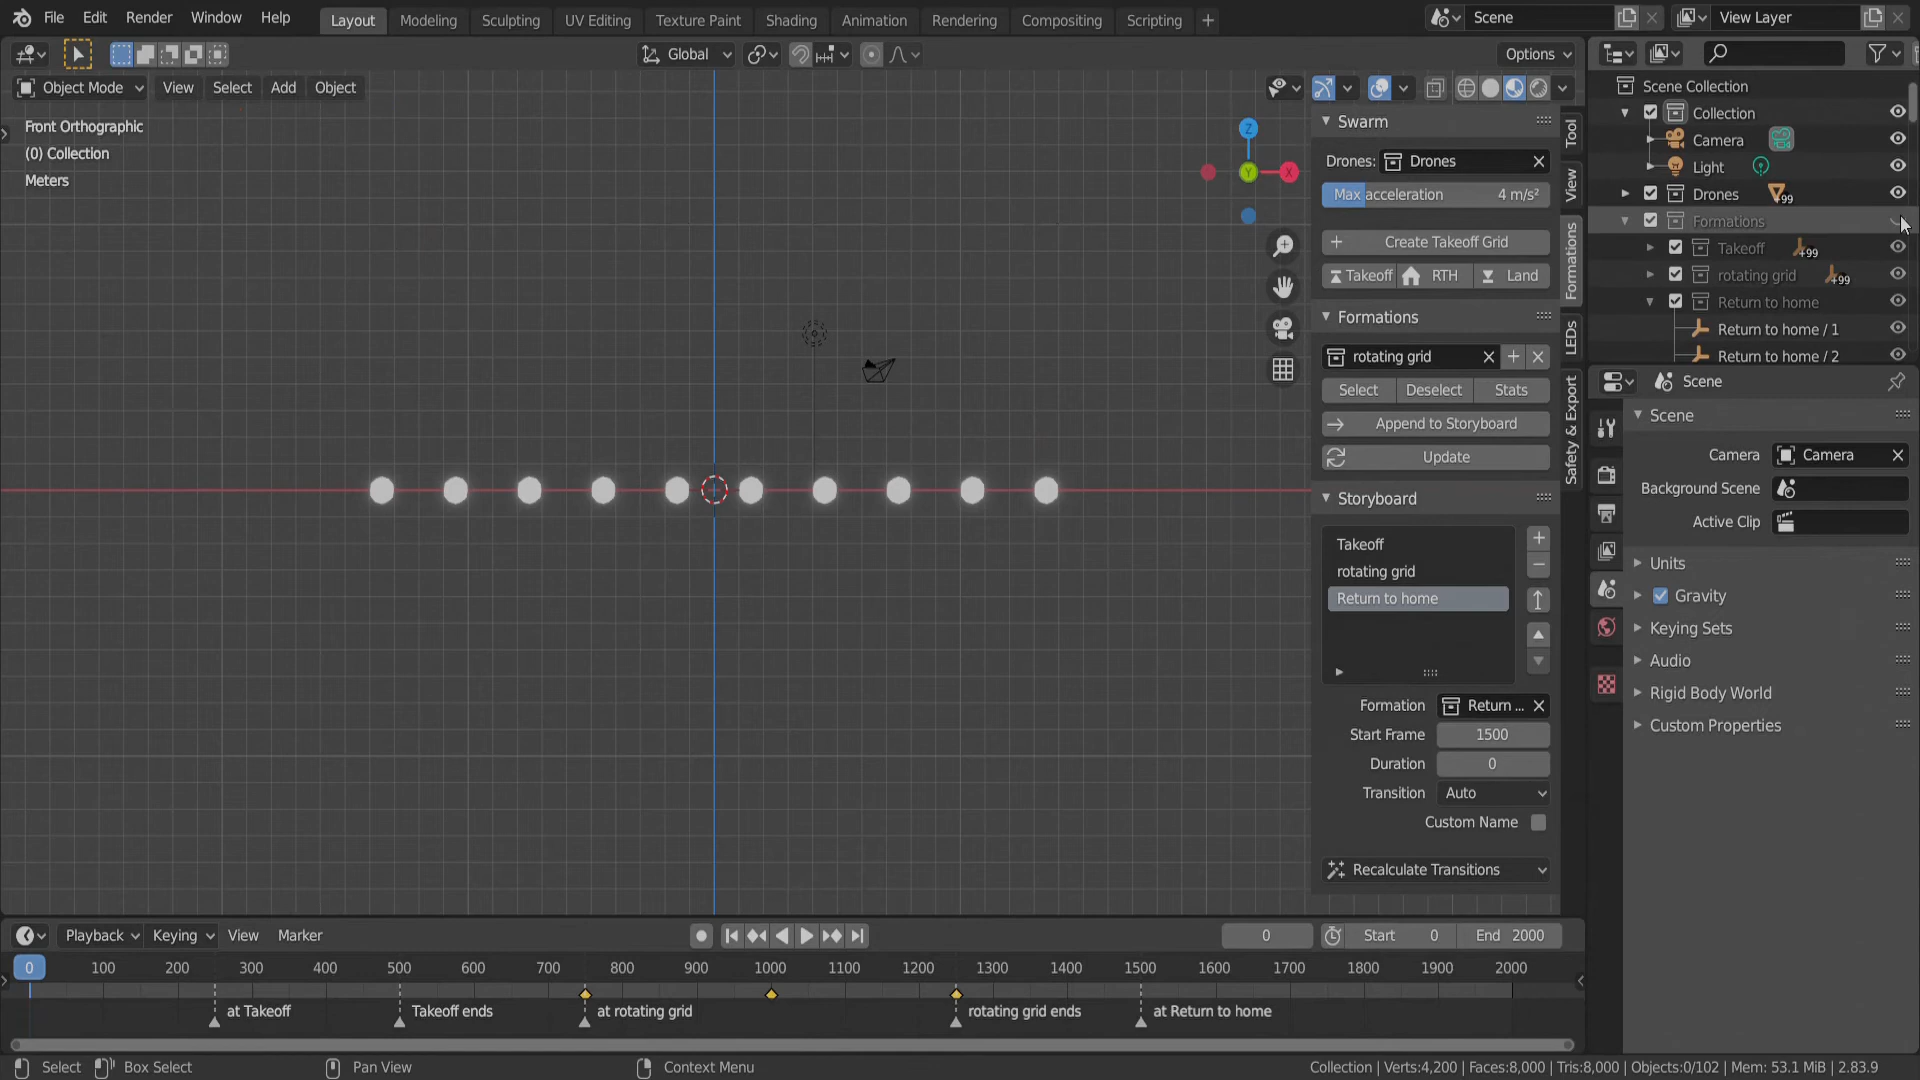 File Edit Render Window Help
Layout Modeling Sculpting UV Editing Texture Paint Shading Animation Rendering Compositing Scripting +
Scene
View Layer
Global
Options
Object Mode View Select Add Object
Front Orthographic
(0) Collection
Meters
Z
Y
X
Swarm
Drones: Drones
Max acceleration 4 m/s²
Create Takeoff Grid
Takeoff RTH Land
Formations
rotating grid
Select Deselect Stats
Append to Storyboard
Update
Storyboard
Takeoff
rotating grid
Return to home
Formation Return ...
Start Frame 1500
Duration 0
Transition Auto
Custom Name
Recalculate Transitions
Tool
View
Formations
LEDs
Safety & Export
Scene Collection
Collection
Camera
Light
Drones +99
Formations
Takeoff +99
rotating grid +99
Return to home
Return to home / 1
Return to home / 2
Scene
Scene
Camera Camera
Background Scene
Active Clip
Units
Gravity
Keying Sets
Audio
Rigid Body World
Custom Properties
Playback Keying View Marker
0 Start 0 End 2000
0 100 200 300 400 500 600 700 800 900 1000 1100 1200 1300 1400 1500 1600 1700 1800 1900 2000
at Takeoff Takeoff ends at rotating grid rotating grid ends at Return to home
Select Box Select Pan View Context Menu
Collection | Verts:4,200 | Faces:8,000 | Tris:8,000 | Objects:0/102 | Mem: 53.1 MiB | 2.83.9